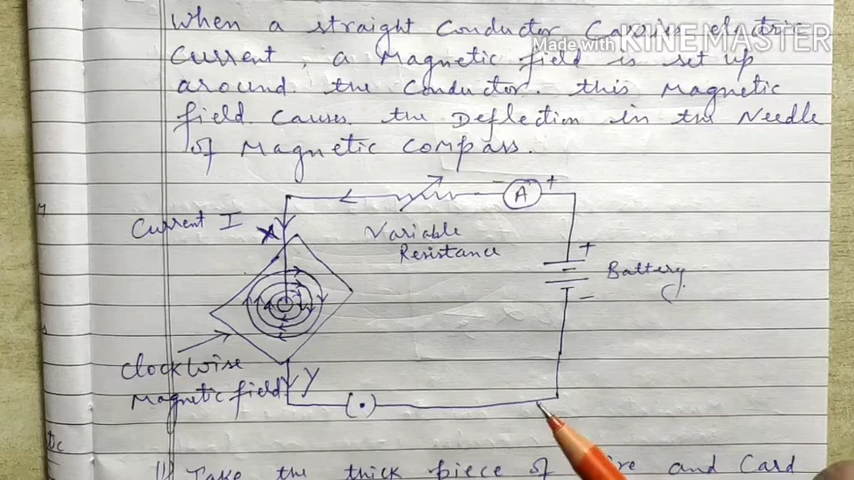 When a straight Conductor Carries electric
Made with KINEMASTER
Current, a Magnetic field is set up
around the Conductor. this Magnetic
field Causes the Deflection in the Needle
of Magnetic Compass.
- A +
Current I
X
Variable
Resistance
+
Battery
-
Clockwise
Magnetic field
Y
(.)
Take the thick piece of and Card